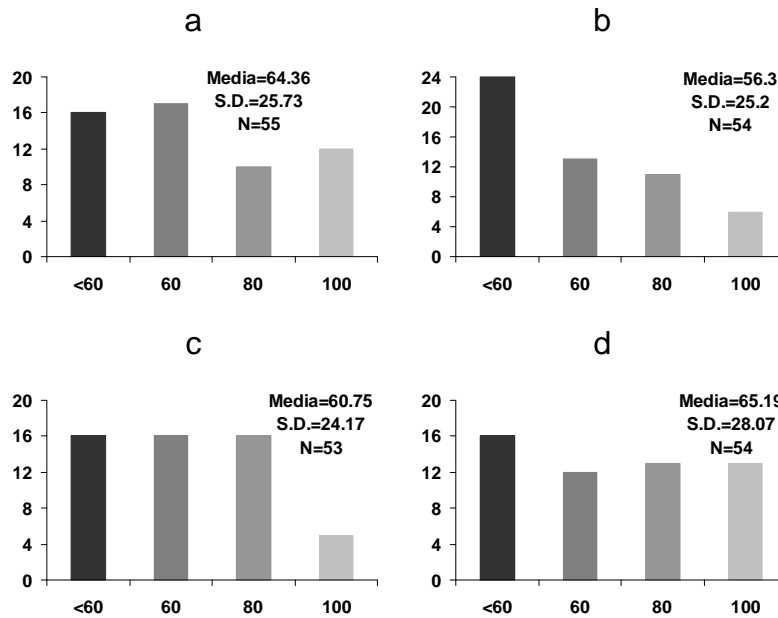 a
Media=64.36
S.D.=25.73
N=55
20
16
12
8
4
0
<60 60 80 100
b
Media=56.3
S.D.=25.2
N=54
24
20
16
12
8
4
0
<60 60 80 100
c
Media=60.75
S.D.=24.17
N=53
20
16
12
8
4
0
<60 60 80 100
d
Media=65.19
S.D.=28.07
N=54
20
16
12
8
4
0
<60 60 80 100